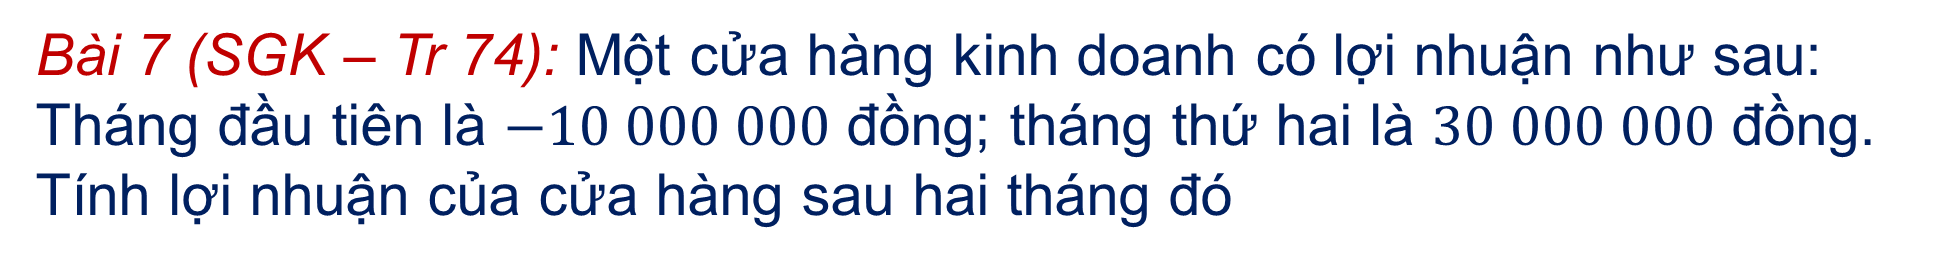 Bài 7 (SGK – Tr 74): Một cửa hàng kinh doanh có lợi nhuận như sau:
Tháng đầu tiên là −10 000 000 đồng; tháng thứ hai là 30 000 000 đồng.
Tính lợi nhuận của cửa hàng sau hai tháng đó